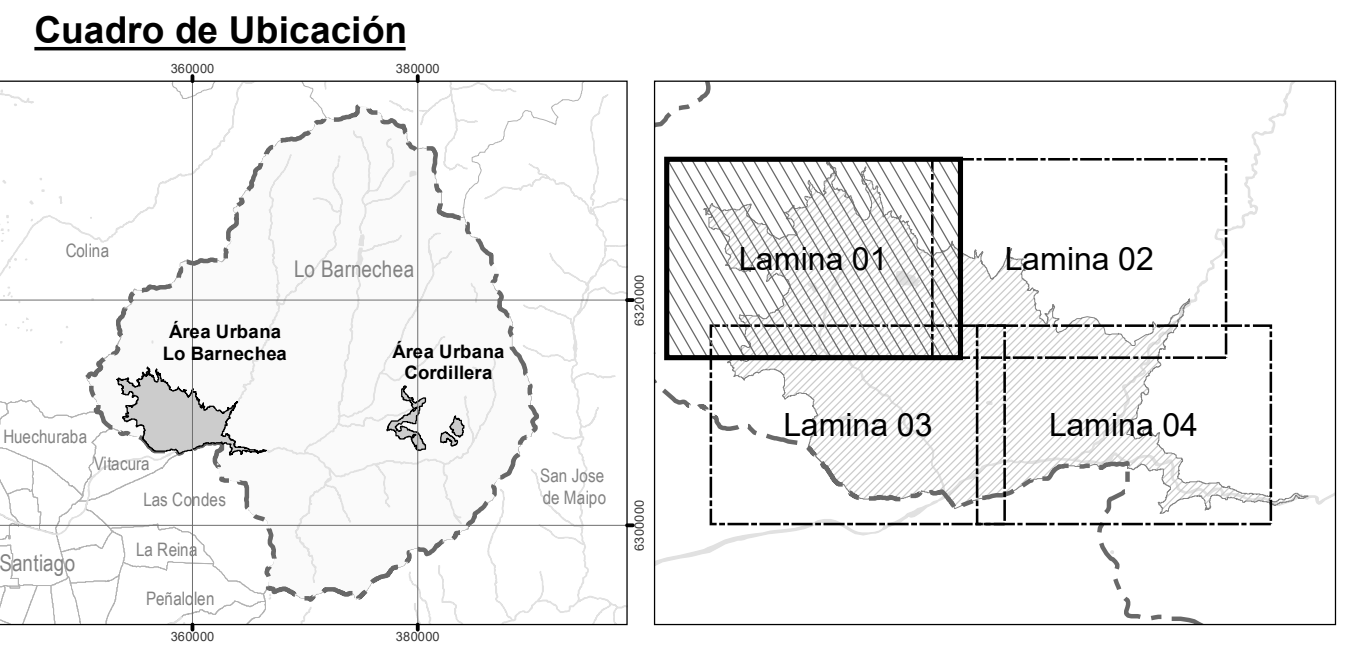 Cuadro de Ubicación
360000
380000
Colina
Lo Barnechea
6320000
Área Urbana
Lo Barnechea
Área Urbana
Cordillera
Huechuraba
Vitacura
San Jose
de Maipo
Las Condes
6300000
La Reina
Santiago
Peñalolen
360000
380000
Lamina 01
Lamina 02
Lamina 03
Lamina 04